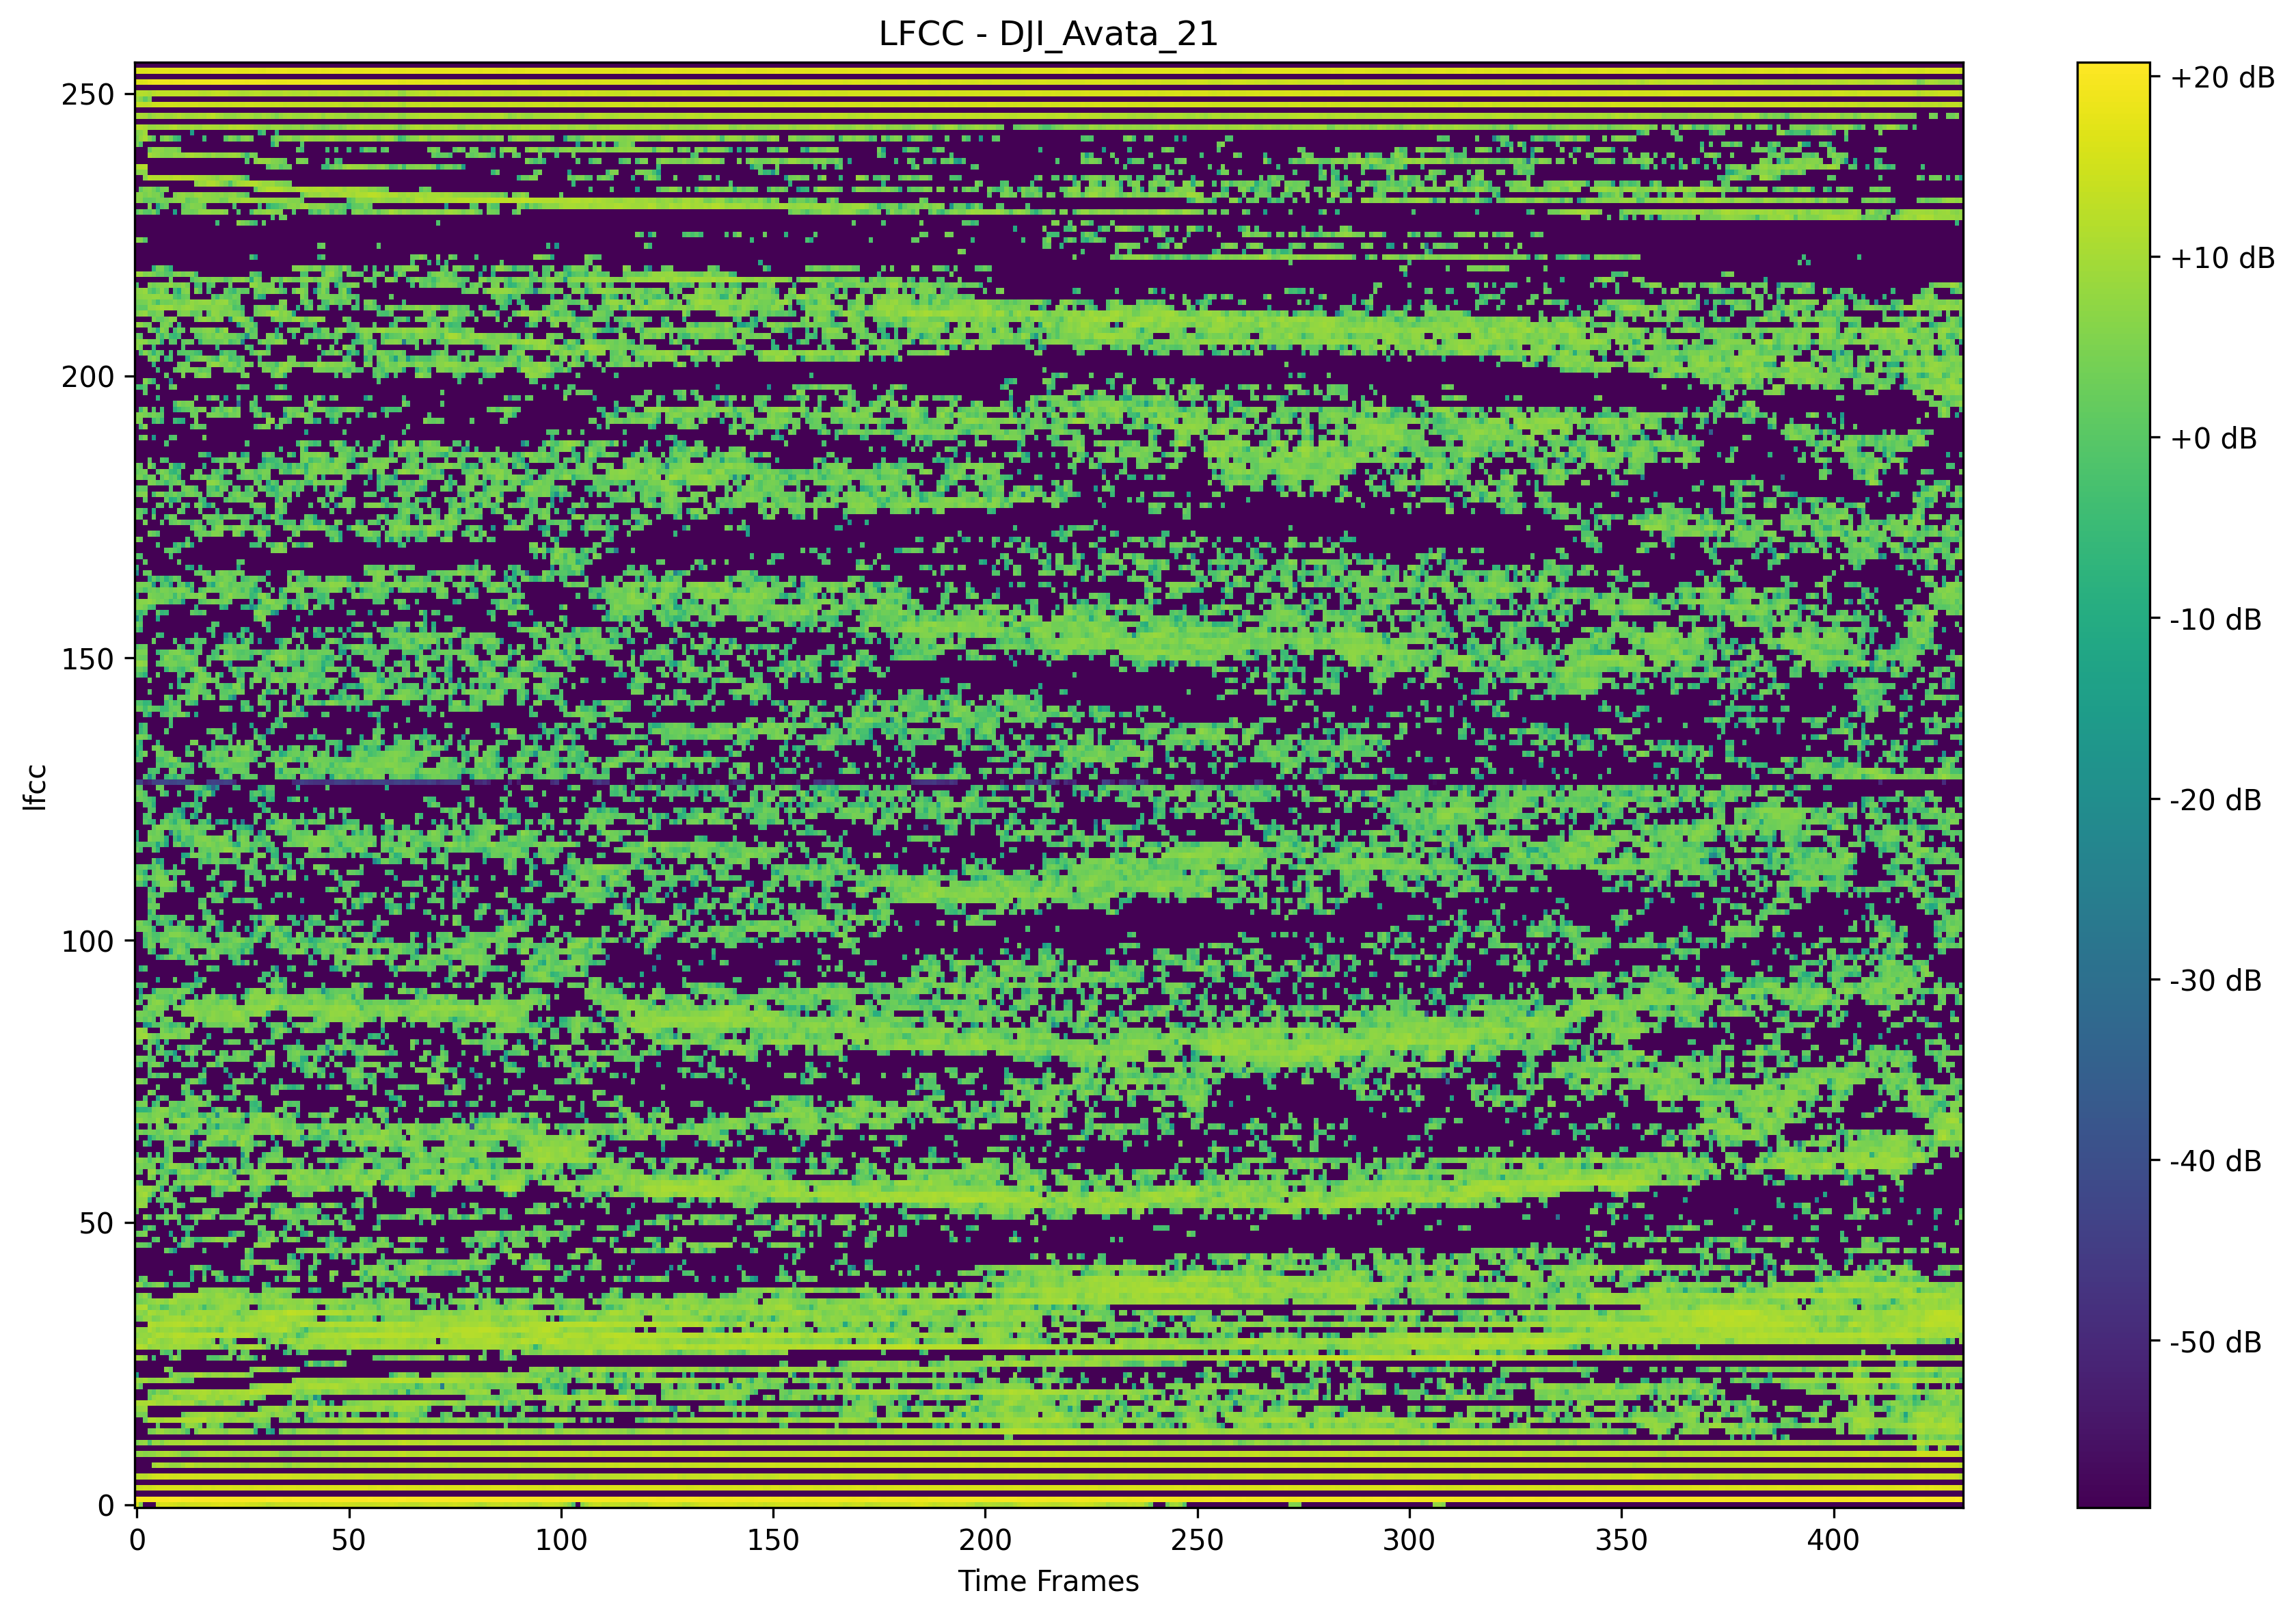 LFCC - DJI_Avata_21
250
200
150
100
50
0
lfcc
0 50 100 150 200 250 300 350 400
Time Frames
+20 dB
+10 dB
+0 dB
-10 dB
-20 dB
-30 dB
-40 dB
-50 dB